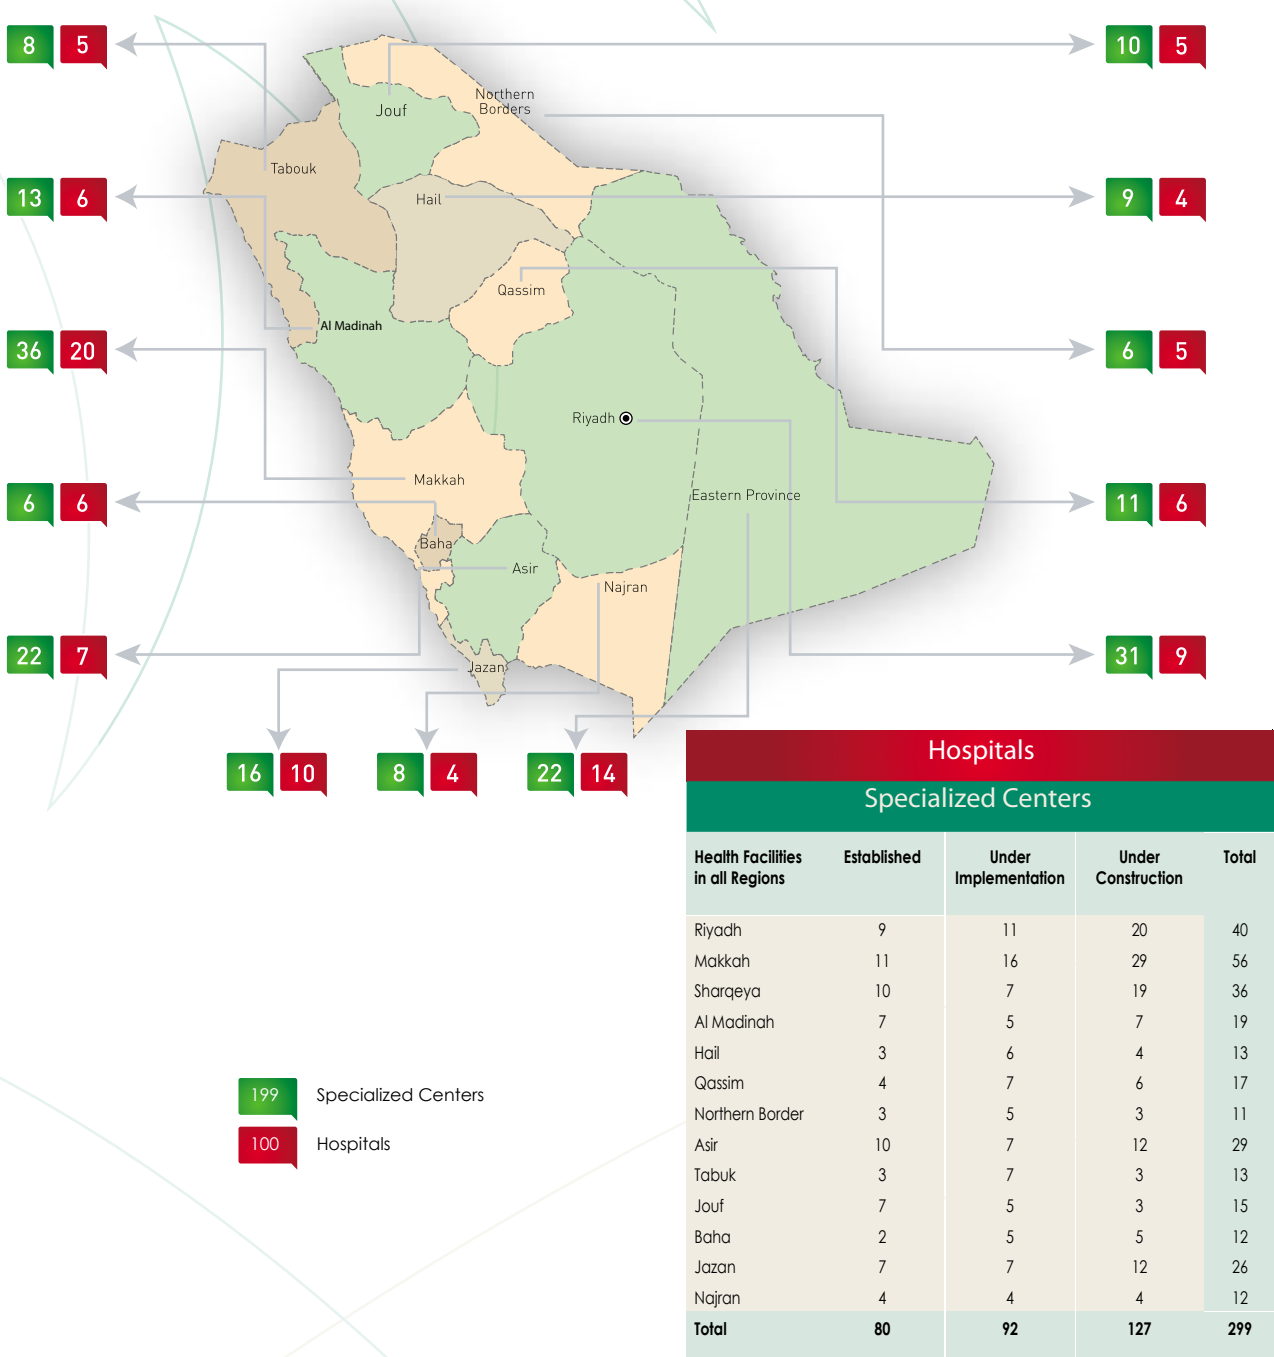 8 5
10 5
Northern
Borders
Jouf
Tabouk
13 6
Hail
9 4
Qassim
Al Madinah
36 20
6 5
Riyadh
Makkah
Eastern Province
6 6
11 6
Baha
Asir
Najran
22 7
Jazan
31 9
16 10
8 4
22 14
Hospitals
Specialized Centers
Health Facilities in all Regions Established Under Implementation Under Construction Total
Riyadh 9 11 20 40
Makkah 11 16 29 56
Sharqeya 10 7 19 36
Al Madinah 7 5 7 19
Hail 3 6 4 13
Qassim 4 7 6 17
Northern Border 3 5 3 11
Asir 10 7 12 29
Tabuk 3 7 3 13
Jouf 7 5 3 15
Baha 2 5 5 12
Jazan 7 7 12 26
Najran 4 4 4 12
Total 80 92 127 299
199 Specialized Centers
100 Hospitals